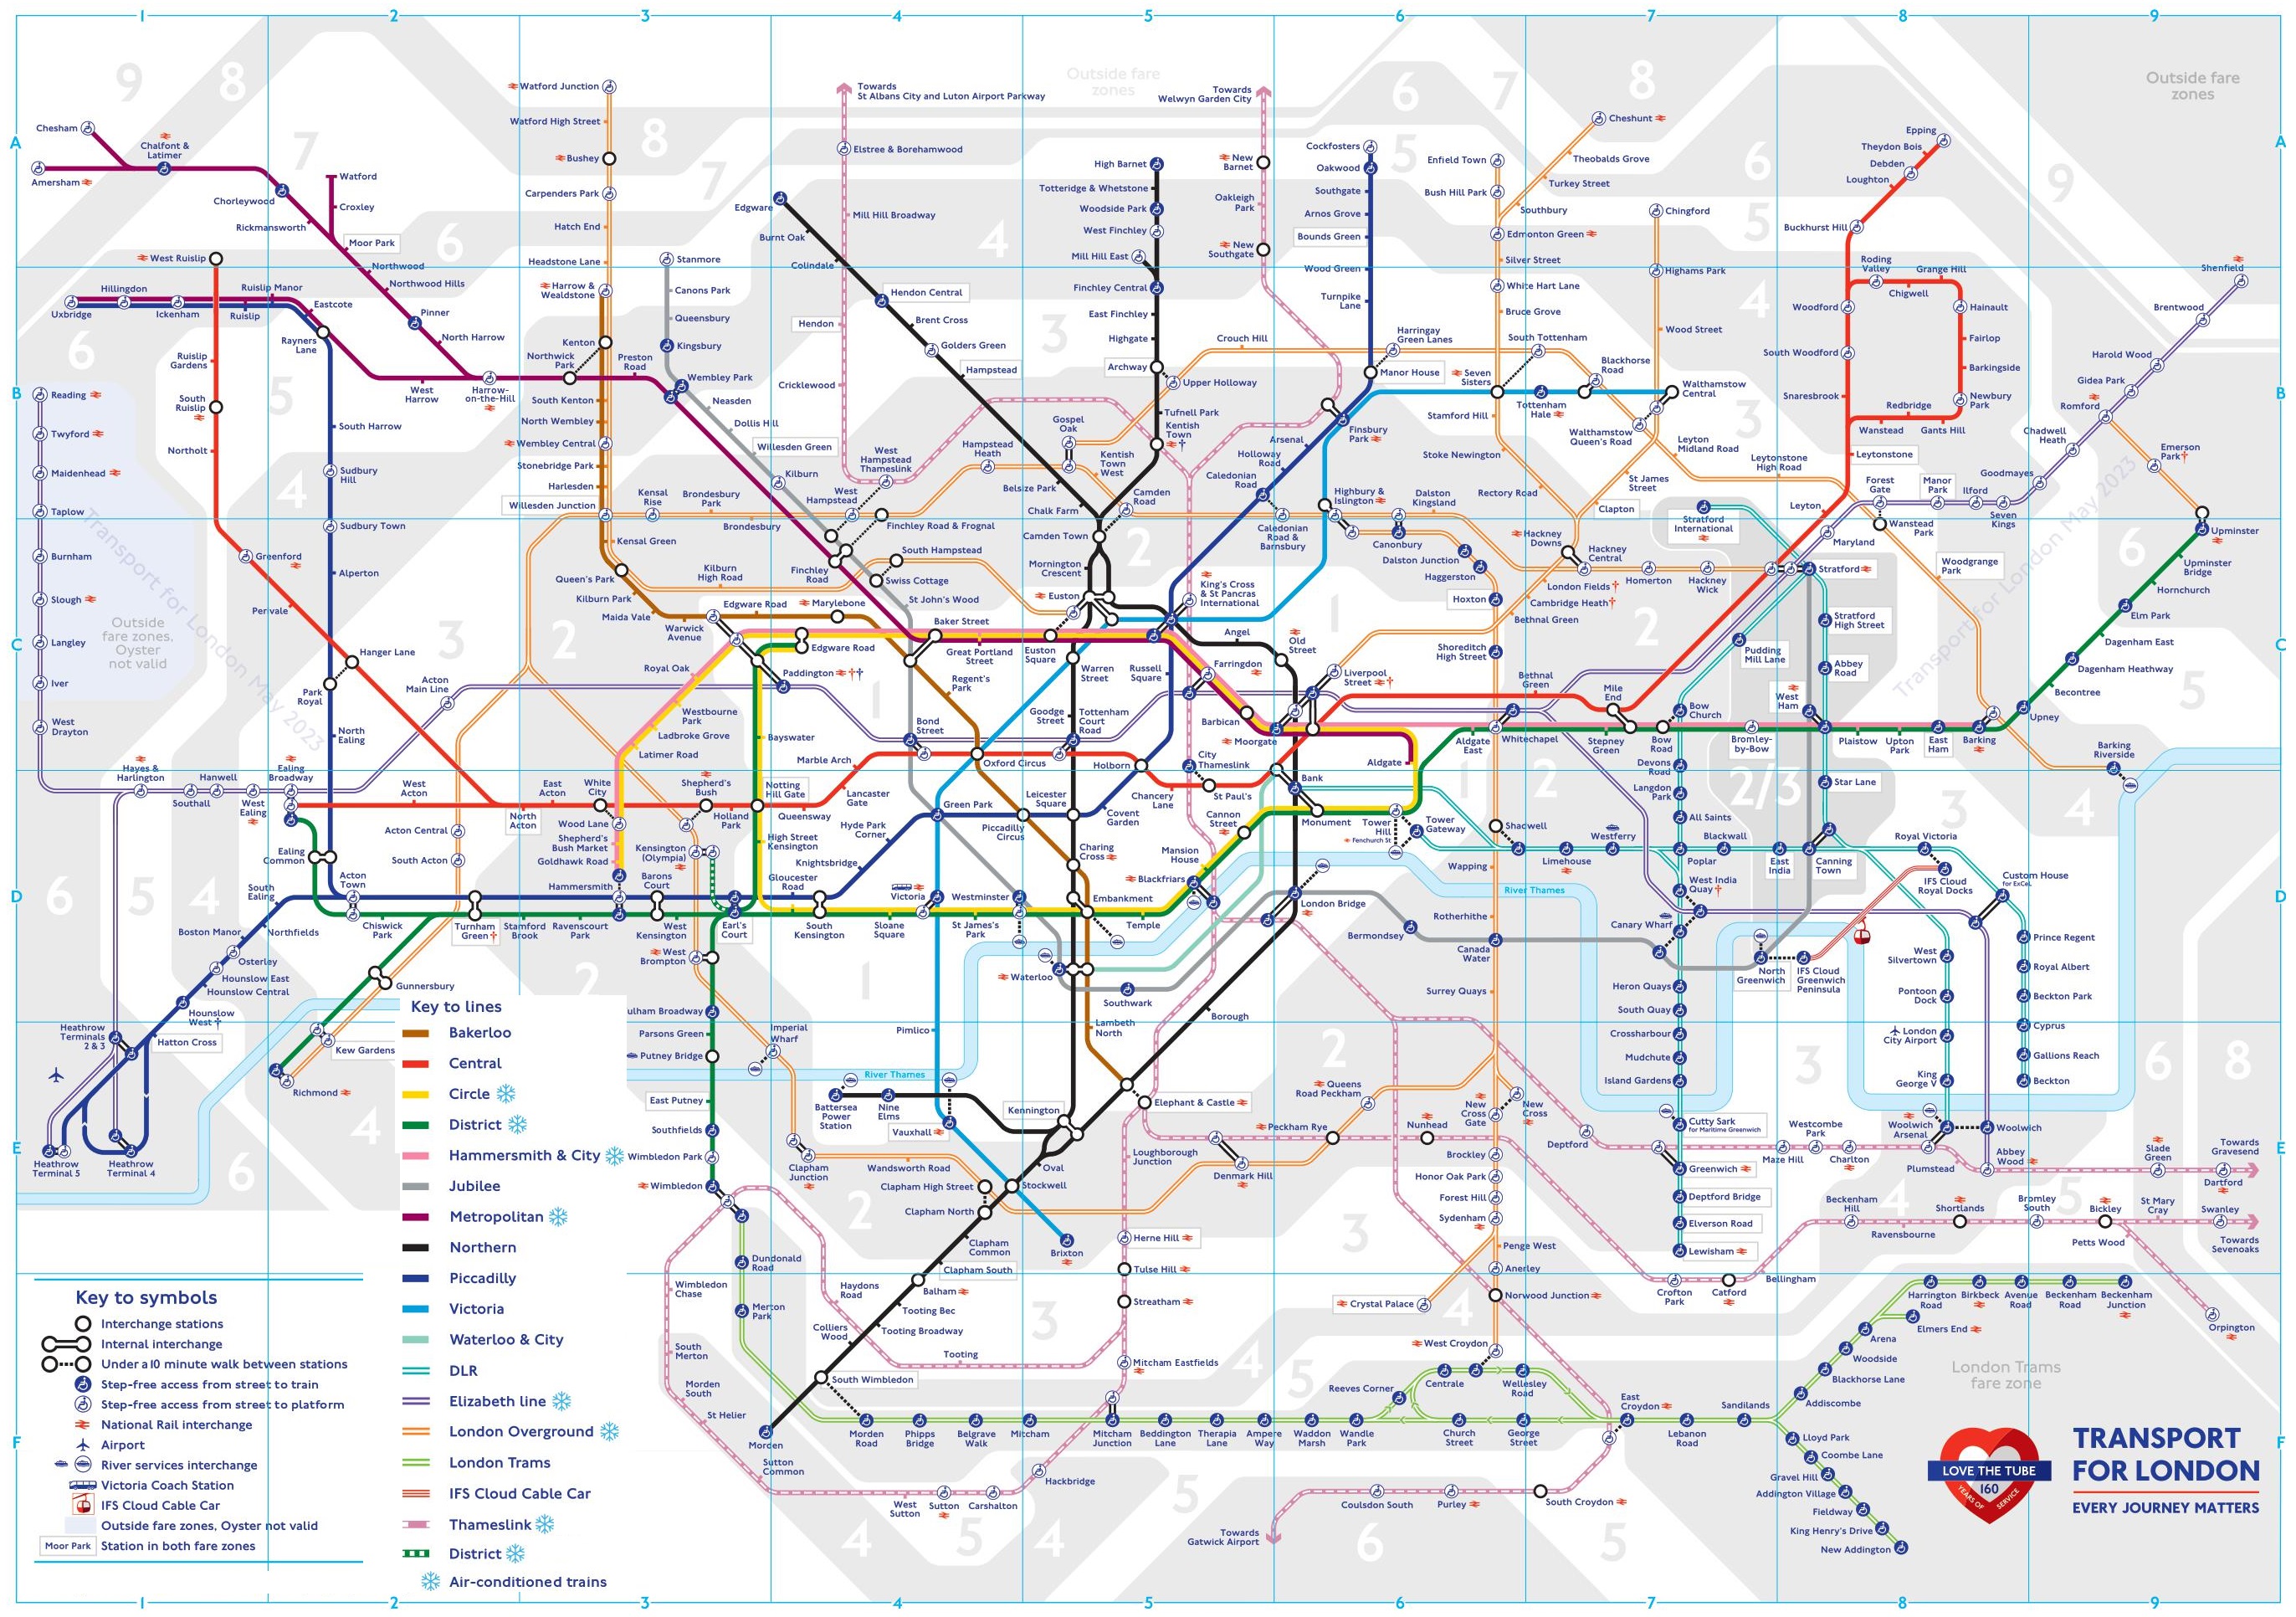 1 2 3 4 5 6 7 8 9
A
B
C
D
E
F
Outside fare
zones
Outside fare
zones
Chesham
Amersham
Chalfont &
Latimer
Chorleywood
Rickmansworth
Watford
Croxley
Moor Park
Northwood
Northwood Hills
Pinner
North Harrow
Harrow-
on-the-Hill
West
Harrow
Northwick
Park
Preston
Road
West Ruislip
Hillingdon
Uxbridge
Ickenham
Ruislip Manor
Ruislip
Eastcote
Rayners
Lane
Ruislip
Gardens
South
Ruislip
Northolt
Greenford
Perivale
Hanger Lane
Park
Royal
South Harrow
Sudbury
Hill
Sudbury Town
Alperton
North
Ealing
Reading
Twyford
Maidenhead
Taplow
Burnham
Slough
Langley
Iver
West
Drayton
Outside
fare zones,
Oyster
not valid
Transport for London May 2023
Hayes &
Harlington
Southall
Hanwell
West
Ealing
Ealing
Broadway
Acton
Main Line
West
Acton
North
Acton
East
Acton
White
City
Shepherd's
Bush
Holland
Park
Notting
Hill Gate
Queensway
Lancaster
Gate
Marble Arch
Bond
Street
Oxford Circus
Watford Junction
Watford High Street
Bushey
Carpenders Park
Hatch End
Headstone Lane
Harrow &
Wealdstone
Kenton
South Kenton
North Wembley
Wembley Central
Stonebridge Park
Harlesden
Willesden Junction
Kensal Green
Queen's Park
Kilburn Park
Maida Vale
Warwick
Avenue
Royal Oak
Westbourne
Park
Ladbroke Grove
Latimer Road
Stanmore
Canons Park
Queensbury
Kingsbury
Wembley Park
Neasden
Dollis Hill
Willesden Green
Kilburn
West
Hampstead
Finchley
Road
Swiss Cottage
St John's Wood
Kensal
Rise
Brondesbury
Park
Brondesbury
West
Hampstead
Thameslink
Finchley Road & Frognal
South Hampstead
Kilburn
High Road
Edgware Road
Marylebone
Baker Street
Edgware Road
Paddington
Bayswater
Great Portland
Street
Euston
Square
Regent's
Park
Warren
Street
Goodge
Street
Tottenham
Court
Road
Towards
St Albans City and Luton Airport Parkway
Elstree & Borehamwood
Mill Hill Broadway
Hendon
Cricklewood
Edgware
Burnt Oak
Colindale
Hendon Central
Brent Cross
Golders Green
Hampstead
Belsize Park
Chalk Farm
Camden Town
Mornington
Crescent
Euston
High Barnet
Totteridge & Whetstone
Woodside Park
West Finchley
Mill Hill East
Finchley Central
East Finchley
Highgate
Archway
Upper Holloway
Tufnell Park
Kentish
Town
Gospel
Oak
Hampstead
Heath
Kentish
Town
West
Camden
Road
Crouch Hill
Towards
Welwyn Garden City
New
Barnet
Oakleigh
Park
New
Southgate
Cockfosters
Oakwood
Southgate
Arnos Grove
Bounds Green
Wood Green
Turnpike
Lane
Manor House
Harringay
Green Lanes
Finsbury
Park
Arsenal
Holloway
Road
Caledonian
Road
Caledonian
Road &
Barnsbury
Highbury &
Islington
Canonbury
Dalston
Kingsland
Dalston Junction
Haggerston
Hoxton
Shoreditch
High Street
King's Cross
& St Pancras
International
Angel
Old
Street
Russell
Square
Farringdon
Barbican
Moorgate
Liverpool
Street
Enfield Town
Bush Hill Park
Southbury
Edmonton Green
Silver Street
White Hart Lane
Bruce Grove
Cheshunt
Theobalds Grove
Turkey Street
Seven
Sisters
South Tottenham
Tottenham
Hale
Blackhorse
Road
Walthamstow
Central
Walthamstow
Queen's Road
Stamford Hill
Stoke Newington
Rectory Road
Chingford
Highams Park
Wood Street
St James
Street
Clapton
Leyton
Midland Road
Leytonstone
High Road
Hackney
Downs
Hackney
Central
Homerton
Hackney
Wick
London Fields
Cambridge Heath
Bethnal Green
Stratford
International
Stratford
Stratford
High Street
Abbey
Road
Pudding
Mill Lane
Epping
Theydon Bois
Debden
Loughton
Buckhurst Hill
Roding
Valley
Chigwell
Grange Hill
Hainault
Fairlop
Barkingside
Newbury
Park
Gants Hill
Redbridge
Wanstead
Woodford
South Woodford
Snaresbrook
Leytonstone
Leyton
Maryland
Forest
Gate
Wanstead
Park
Manor
Park
Ilford
Seven
Kings
Goodmayes
Chadwell
Heath
Romford
Gidea Park
Harold Wood
Brentwood
Shenfield
Emerson
Park
Upminster
Upminster
Bridge
Hornchurch
Elm Park
Dagenham East
Dagenham Heathway
Becontree
Upney
Barking
Barking
Riverside
Woodgrange
Park
Transport for London May 2023
Mile
End
Bethnal
Green
Stepney
Green
Whitechapel
Aldgate
East
Aldgate
Bow
Road
Bow
Church
Bromley-
by-Bow
West
Ham
Plaistow
Upton
Park
East
Ham
Devons
Road
Langdon
Park
All Saints
Star Lane
Poplar
Blackwall
East
India
Canning
Town
Royal Victoria
Custom House
for ExCeL
Prince Regent
Royal Albert
Beckton Park
Cyprus
Gallions Reach
Beckton
IFS Cloud
Royal Docks
IFS Cloud
Greenwich
Peninsula
North
Greenwich
West
Silvertown
Pontoon
Dock
London
City Airport
King
George V
Woolwich
Arsenal
Woolwich
Abbey
Wood
Plumstead
Shadwell
Limehouse
Westferry
West India
Quay
Canary Wharf
Heron Quays
South Quay
Crossharbour
Mudchute
Island Gardens
Cutty Sark
for Maritime Greenwich
Greenwich
Deptford Bridge
Elverson Road
Lewisham
Wapping
Rotherhithe
Canada
Water
Surrey Quays
Bermondsey
London Bridge
River Thames
Tower
Hill
Fenchurch St
Tower
Gateway
Monument
Bank
Cannon
Street
Mansion
House
Blackfriars
City
Thameslink
St Paul's
Chancery
Lane
Holborn
Covent
Garden
Leicester
Square
Piccadilly
Circus
Green Park
Hyde Park
Corner
Knightsbridge
Charing
Cross
Embankment
Temple
Westminster
St James's
Park
Victoria
Sloane
Square
South
Kensington
Gloucester
Road
High Street
Kensington
Earl's
Court
Kensington
(Olympia)
Barons
Court
West
Kensington
Hammersmith
Goldhawk Road
Shepherd's
Bush Market
Wood Lane
Ravenscourt
Park
Stamford
Brook
Turnham
Green
Chiswick
Park
Acton
Town
Acton Central
South Acton
Ealing
Common
South
Ealing
Northfields
Boston Manor
Osterley
Hounslow East
Hounslow Central
Hounslow
West
Hatton Cross
Heathrow
Terminals
2 & 3
Heathrow
Terminal 5
Heathrow
Terminal 4
Gunnersbury
Kew Gardens
Richmond
West
Brompton
ulham Broadway
Parsons Green
Putney Bridge
East Putney
Southfields
Wimbledon Park
Wimbledon
Imperial
Wharf
River Thames
Pimlico
Vauxhall
Battersea
Power
Station
Nine
Elms
Kennington
Oval
Stockwell
Brixton
Waterloo
Southwark
Lambeth
North
Borough
Elephant & Castle
Clapham
Junction
Wandsworth Road
Clapham High Street
Clapham North
Clapham
Common
Clapham South
Balham
Tooting Bec
Tooting Broadway
Colliers
Wood
South Wimbledon
Morden
Haydons
Road
Tooting
Wimbledon
Chase
South
Merton
Morden
South
St Helier
Sutton
Common
West
Sutton
Sutton
Carshalton
Hackbridge
Mitcham Eastfields
Streatham
Tulse Hill
Herne Hill
Loughborough
Junction
Denmark Hill
Peckham Rye
Queens
Road Peckham
Nunhead
New
Cross
Gate
New
Cross
Deptford
Maze Hill
Westcombe
Park
Charlton
Slade
Green
Dartford
Towards
Gravesend
Brockley
Honor Oak Park
Forest Hill
Sydenham
Penge West
Anerley
Norwood Junction
West Croydon
Crystal Palace
Crofton
Park
Catford
Bellingham
Beckenham
Hill
Ravensbourne
Shortlands
Bromley
South
Bickley
St Mary
Cray
Swanley
Towards
Sevenoaks
Petts Wood
Orpington
Dundonald
Road
Merton
Park
Morden
Road
Phipps
Bridge
Belgrave
Walk
Mitcham
Mitcham
Junction
Beddington
Lane
Therapia
Lane
Ampere
Way
Waddon
Marsh
Wandle
Park
Reeves Corner
Centrale
Wellesley
Road
Church
Street
George
Street
East
Croydon
Lebanon
Road
Sandilands
Lloyd Park
Coombe Lane
Gravel Hill
Addington Village
Fieldway
King Henry's Drive
New Addington
Addiscombe
Blackhorse Lane
Woodside
Arena
Elmers End
Harrington
Road
Birkbeck
Avenue
Road
Beckenham
Road
Beckenham
Junction
London Trams
fare zone
South Croydon
Purley
Coulsdon South
Towards
Gatwick Airport
Key to lines
Bakerloo
Central
Circle
District
Hammersmith & City
Jubilee
Metropolitan
Northern
Piccadilly
Victoria
Waterloo & City
DLR
Elizabeth line
London Overground
London Trams
IFS Cloud Cable Car
Thameslink
District
Air-conditioned trains
Key to symbols
Interchange stations
Internal interchange
Under a 10 minute walk between stations
Step-free access from street to train
Step-free access from street to platform
National Rail interchange
Airport
River services interchange
Victoria Coach Station
IFS Cloud Cable Car
Outside fare zones, Oyster not valid
Moor Park Station in both fare zones
LOVE THE TUBE
160
YEARS OF SERVICE
TRANSPORT
FOR LONDON
EVERY JOURNEY MATTERS
1 2 3 4 5 6 7 8 9